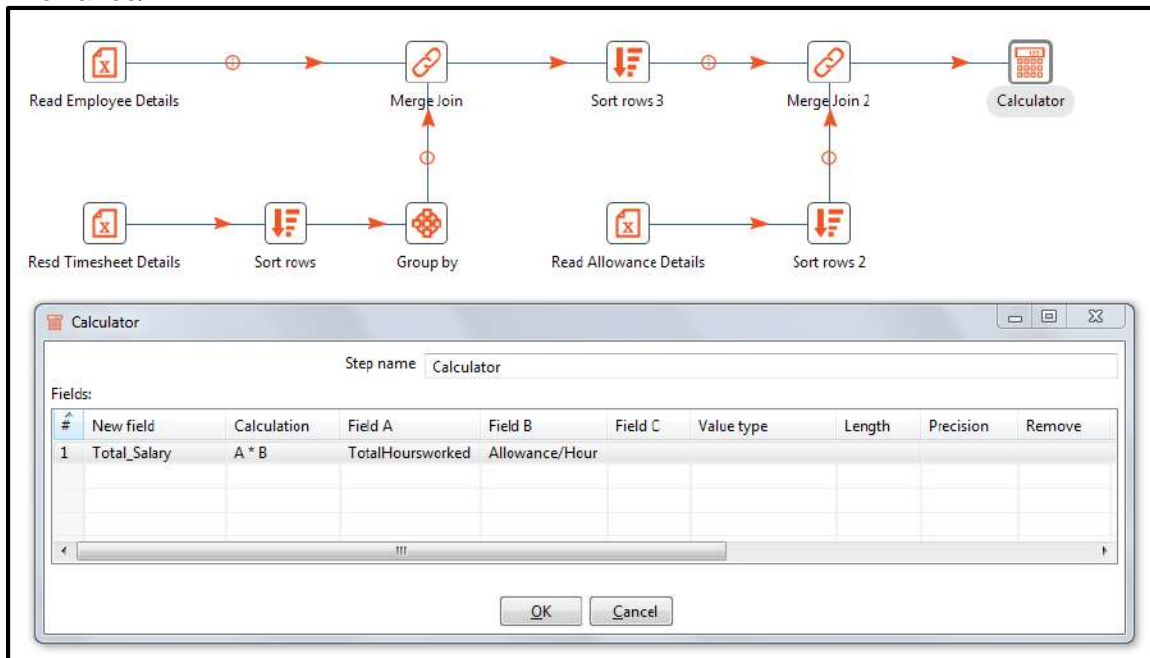 Read Employee Details
Merge Join
Sort rows 3
Merge Join 2
Calculator
Resd Timesheet Details
Sort rows
Group by
Read Allowance Details
Sort rows 2
Calculator
Step name Calculator
Fields:
# New field Calculation Field A Field B Field C Value type Length Precision Remove
1 Total_Salary A * B TotalHoursworked Allowance/Hour
OK Cancel